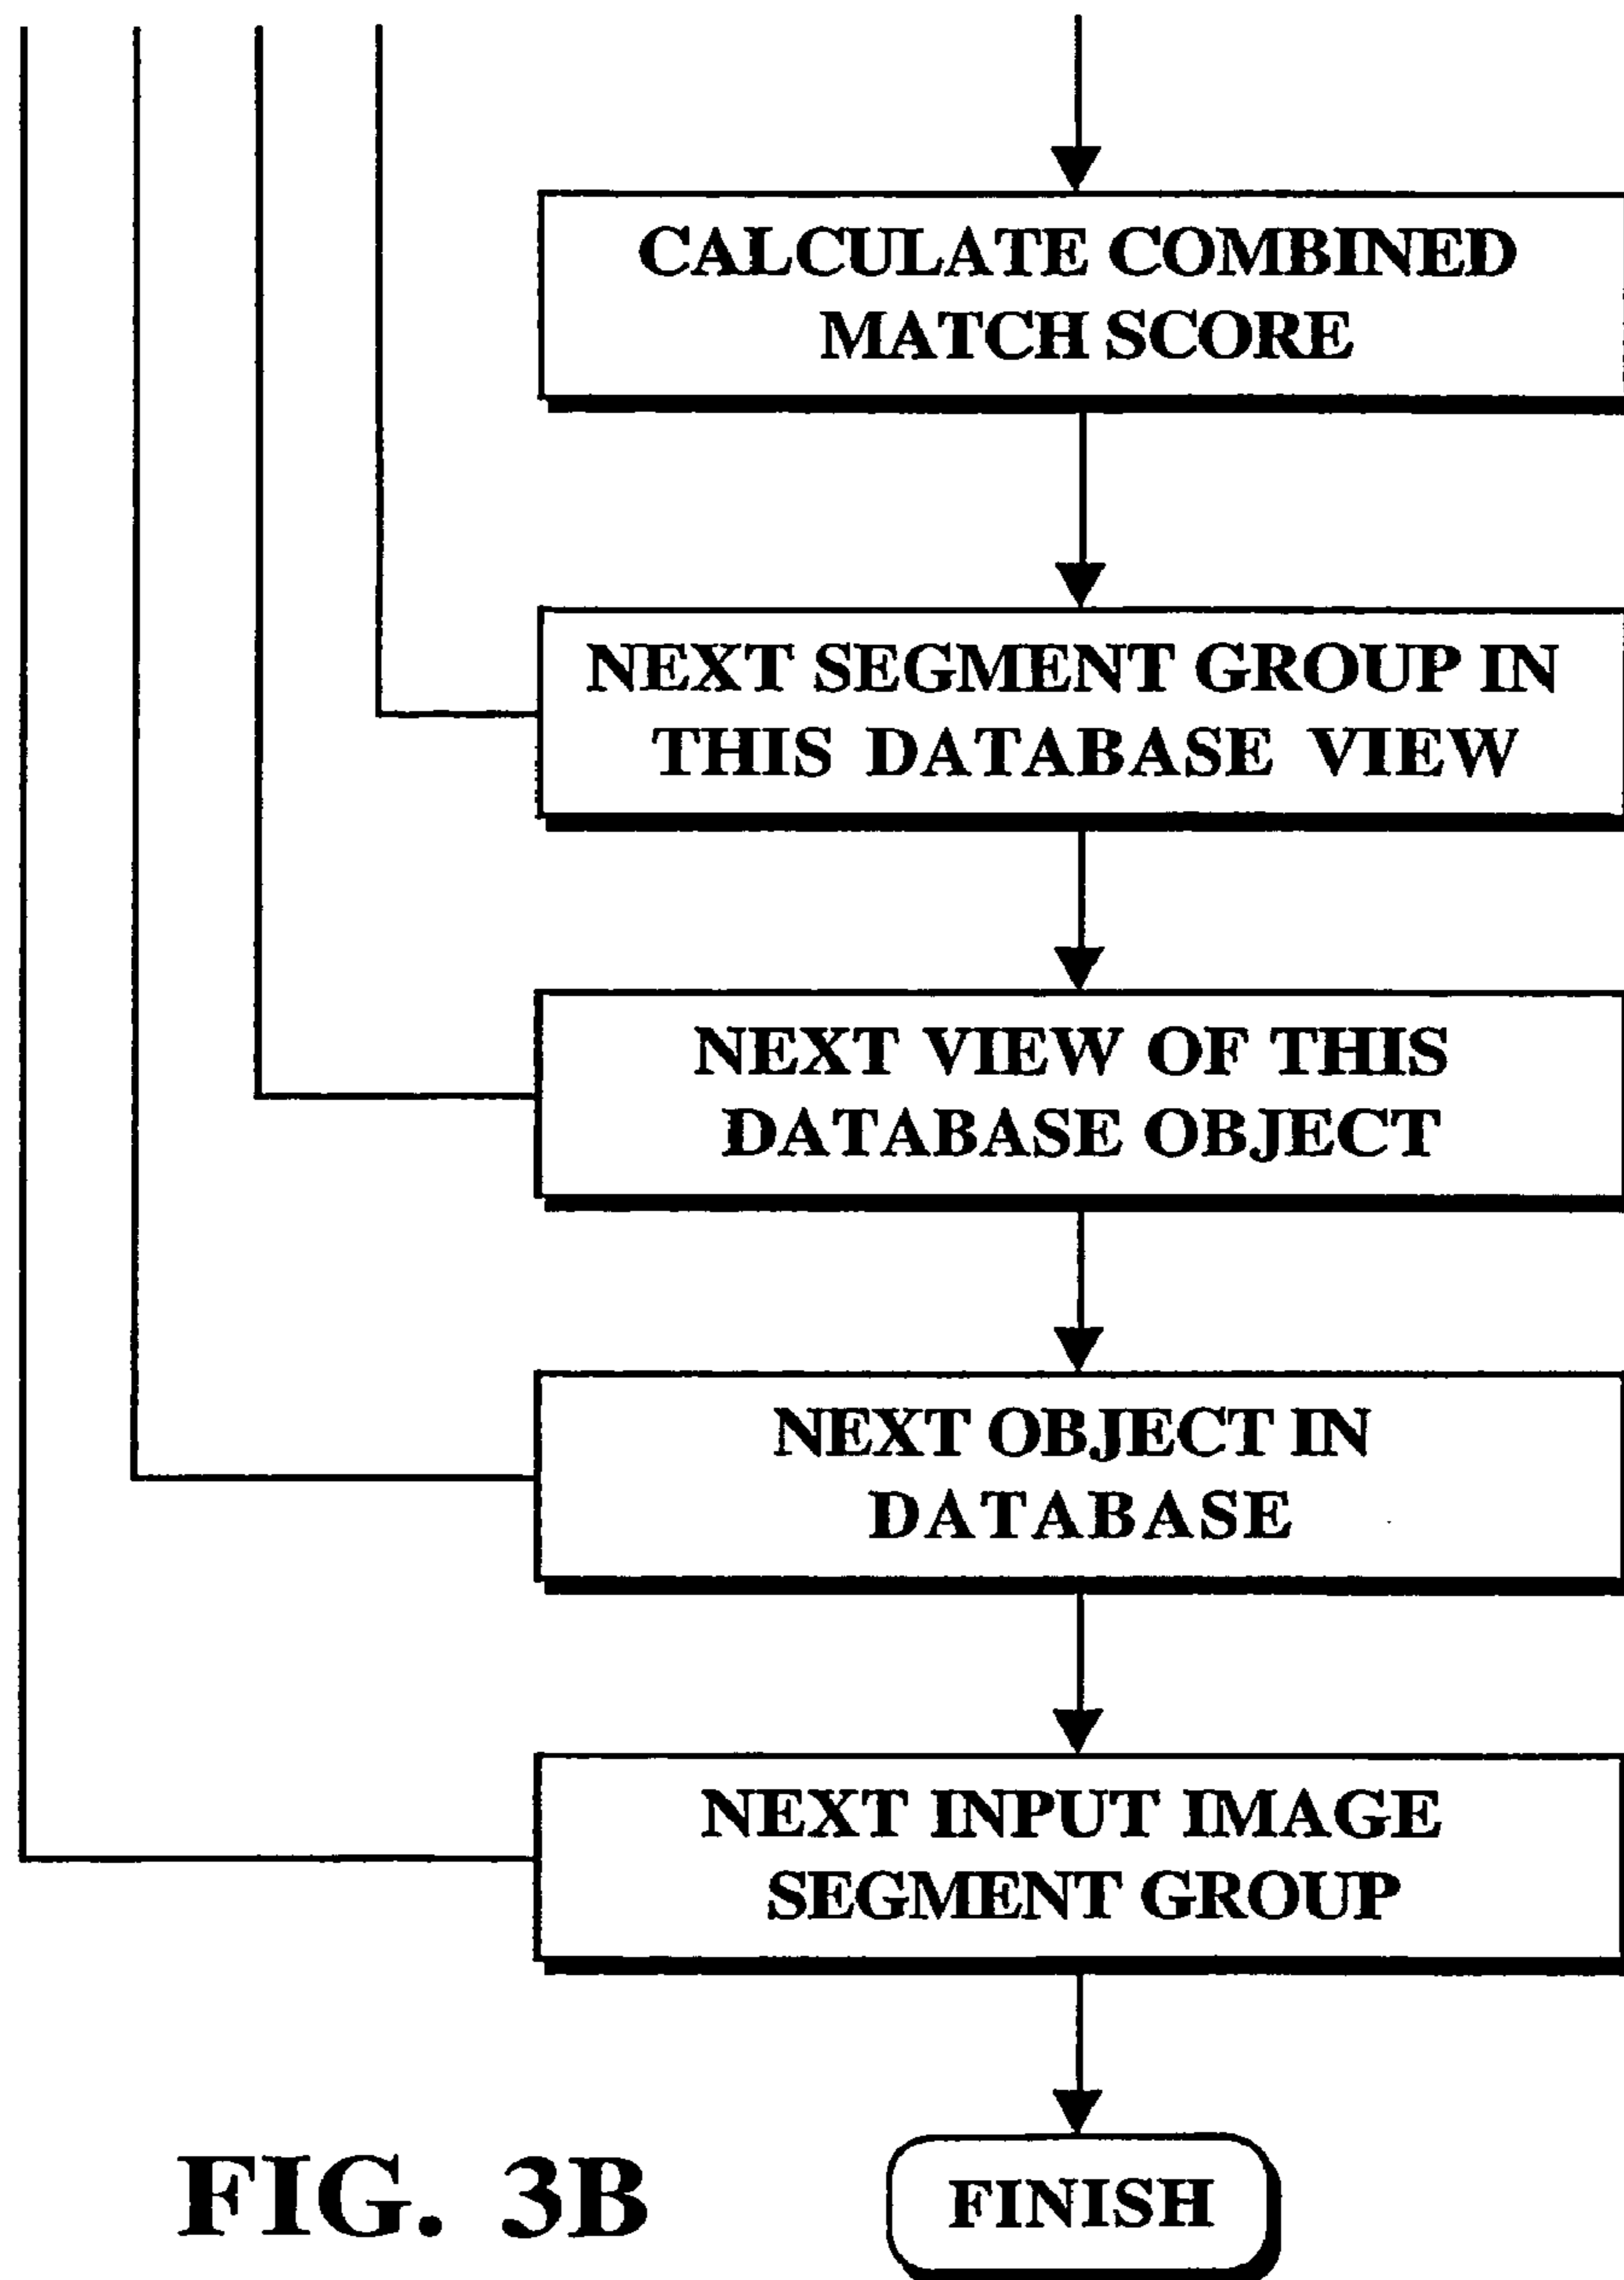 CALCULATE COMBINED
MATCH SCORE
NEXT SEGMENT GROUP IN
THIS DATABASE VIEW
NEXT VIEW OF THIS
DATABASE OBJECT
NEXT OBJECT IN
DATABASE
NEXT INPUT IMAGE
SEGMENT GROUP
FINISH
FIG. 3B